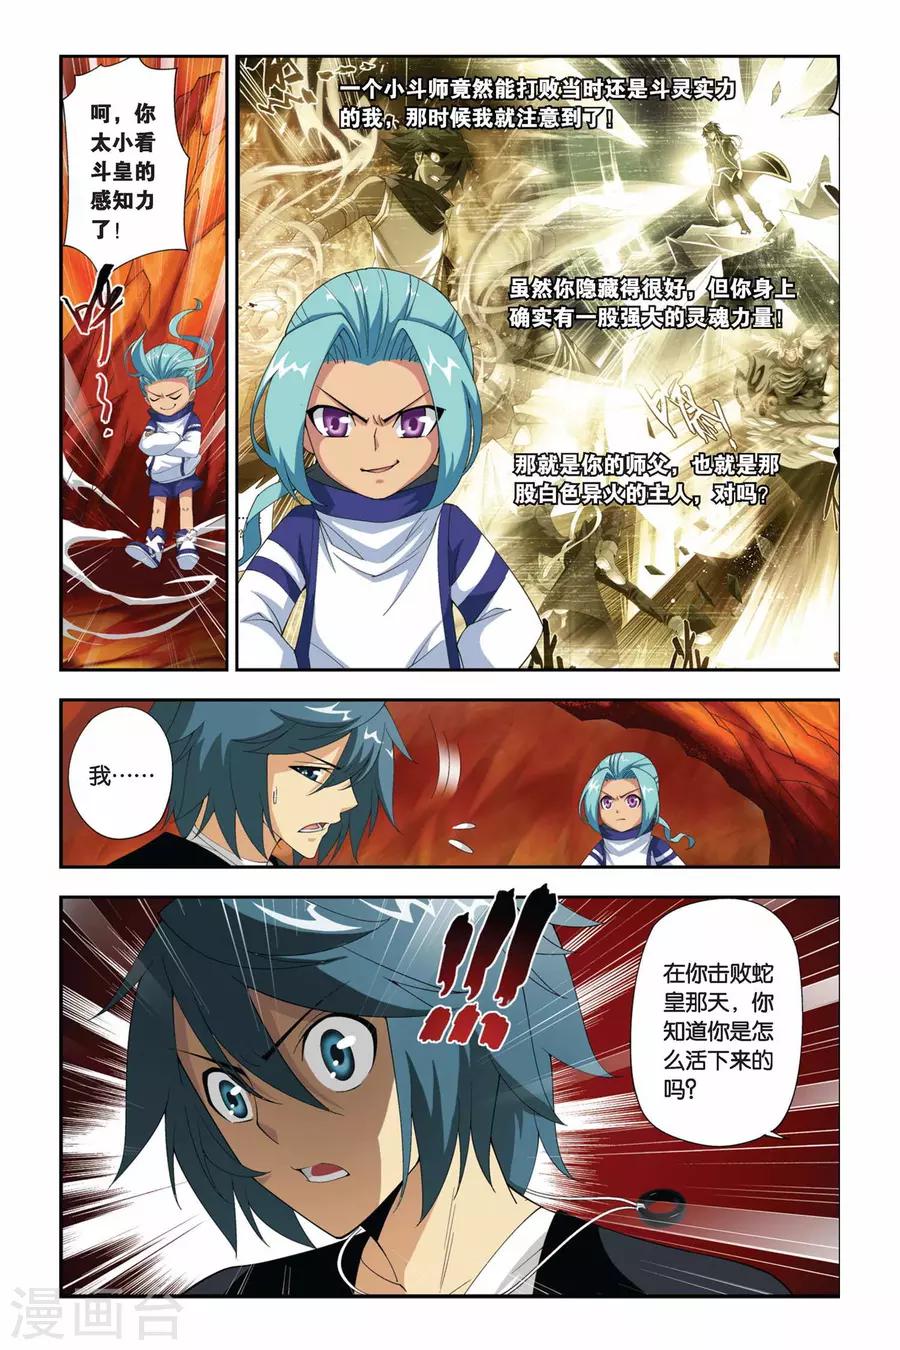 呵，你
太小看
斗皇的
感知力
了！
呼～
一个小斗师竟然能打败当时还是斗灵实力
的我，那时候我就注意到了！
虽然你隐藏得很好，但你身上
确实有一股强大的灵魂力量！
那就是你的师父，也就是那
股白色异火的主人，对吗？
我……
!!!
在你击败蛇
皇那天，你
知道你是怎
么活下来的
吗？
漫画台